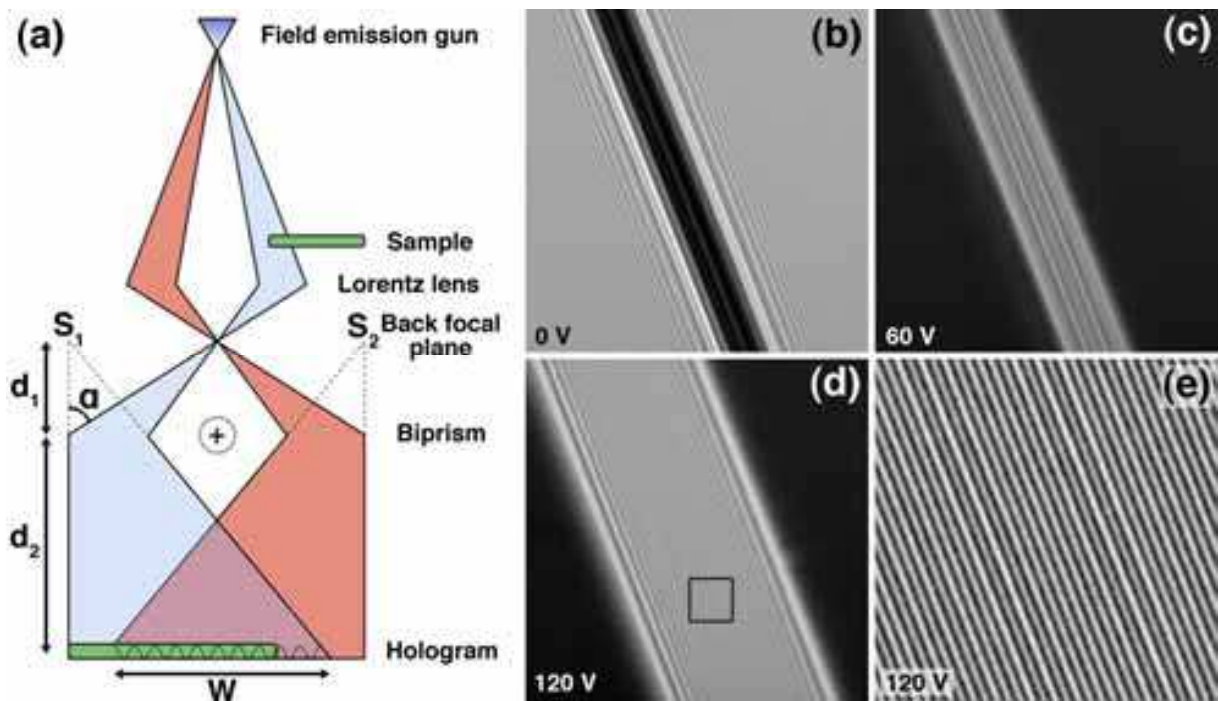 (a)
Field emission gun
Sample
Lorentz lens
S1
S2
Back focal
plane
d1
α
+
Biprism
d2
Hologram
W
(b)
0 V
(c)
60 V
(d)
120 V
(e)
120 V